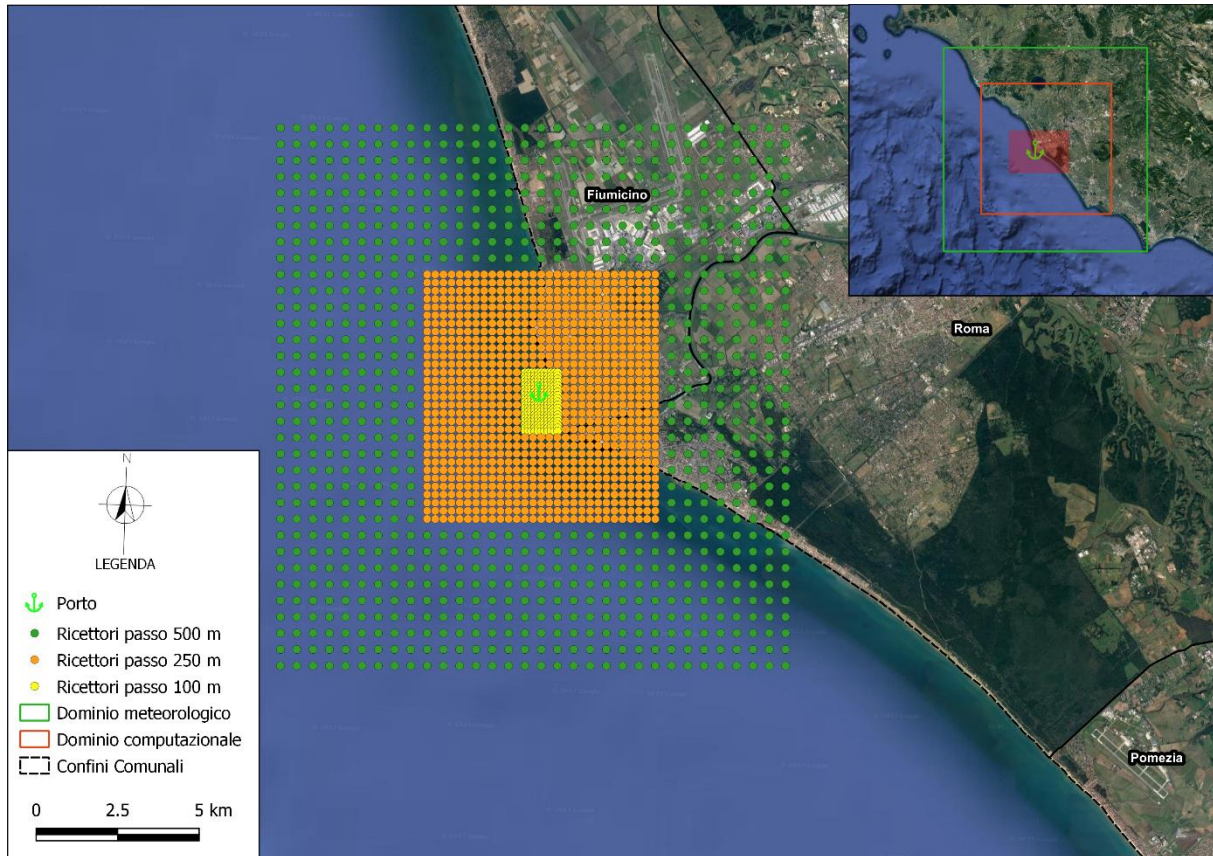 Fiumicino
Roma
Pomezia
N
LEGENDA
Porto
Ricettori passo 500 m
Ricettori passo 250 m
Ricettori passo 100 m
Dominio meteorologico
Dominio computazionale
Confini Comunali
0 2.5 5 km